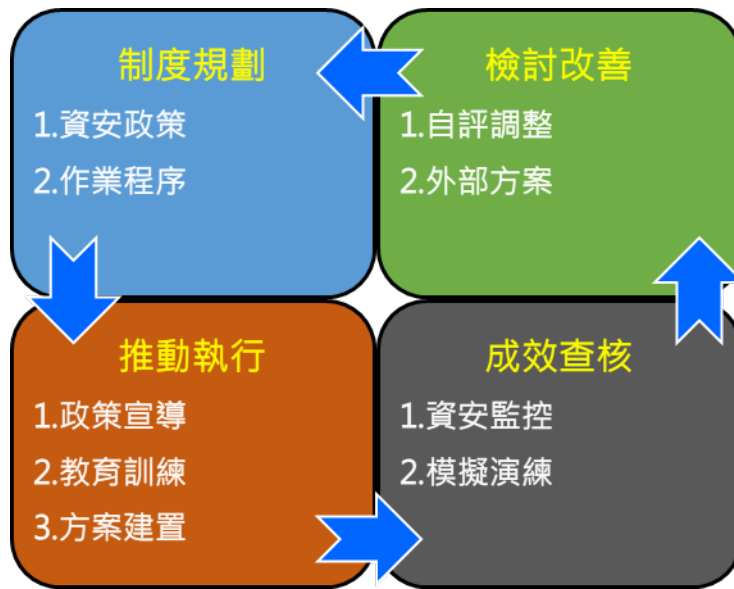 制度規劃
1.資安政策
2.作業程序
檢討改善
1.自評調整
2.外部方案
推動執行
1.政策宣導
2.教育訓練
3.方案建置
成效查核
1.資安監控
2.模擬演練